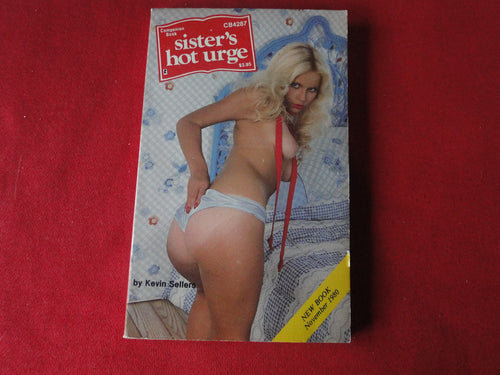 Companion
Book
CB4287
sister's
hot urge
$3.95
by Kevin Sellers
NEW BOOK
November 1980